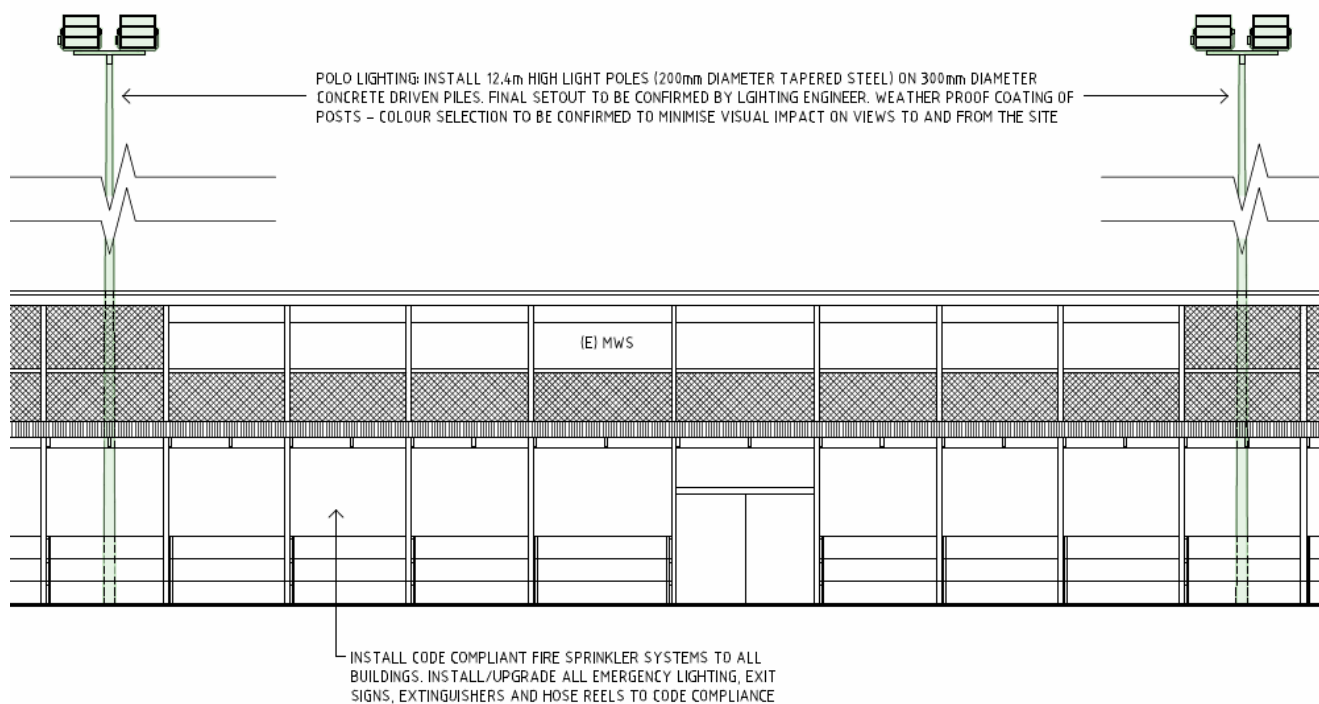 POLO LIGHTING: INSTALL 12.4m HIGH LIGHT POLES (200mm DIAMETER TAPERED STEEL) ON 300mm DIAMETER
CONCRETE DRIVEN PILES. FINAL SETOUT TO BE CONFIRMED BY LGIHTING ENGINEER. WEATHER PROOF COATING OF
POSTS – COLOUR SELECTION TO BE CONFIRMED TO MINIMISE VISUAL IMPACT ON VIEWS TO AND FROM THE SITE
(E) MWS
INSTALL CODE COMPLIANT FIRE SPRINKLER SYSTEMS TO ALL
BUILDINGS. INSTALL/UPGRADE ALL EMERGENCY LIGHTING, EXIT
SIGNS, EXTINGUISHERS AND HOSE REELS TO CODE COMPLIANCE